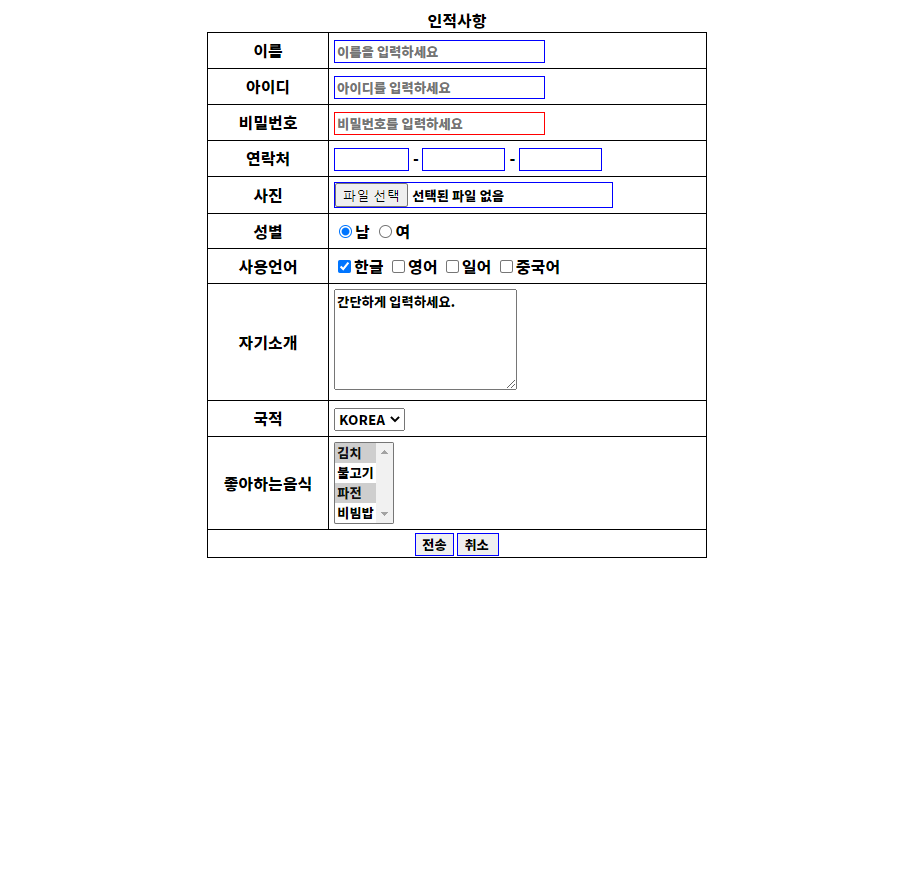 인적사항
이름 이름을 입력하세요
아이디 아이디를 입력하세요
비밀번호 비밀번호를 입력하세요
연락처 - -
사진 파일 선택 선택된 파일 없음
성별 남 여
사용언어 한글 영어 일어 중국어
자기소개 간단하게 입력하세요.
국적 KOREA
좋아하는음식 김치
불고기
파전
비빔밥
전송 취소